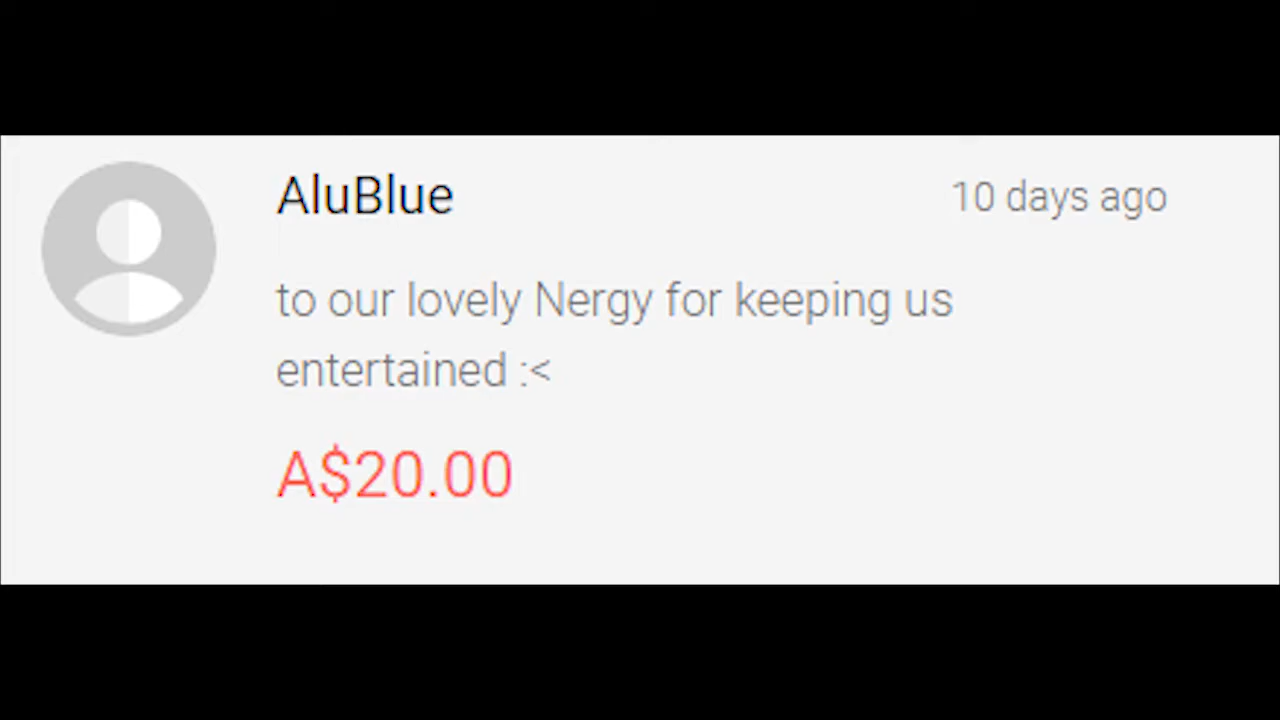 AluBlue
10 days ago
to our lovely Nergy for keeping us
entertained :<
A$20.00